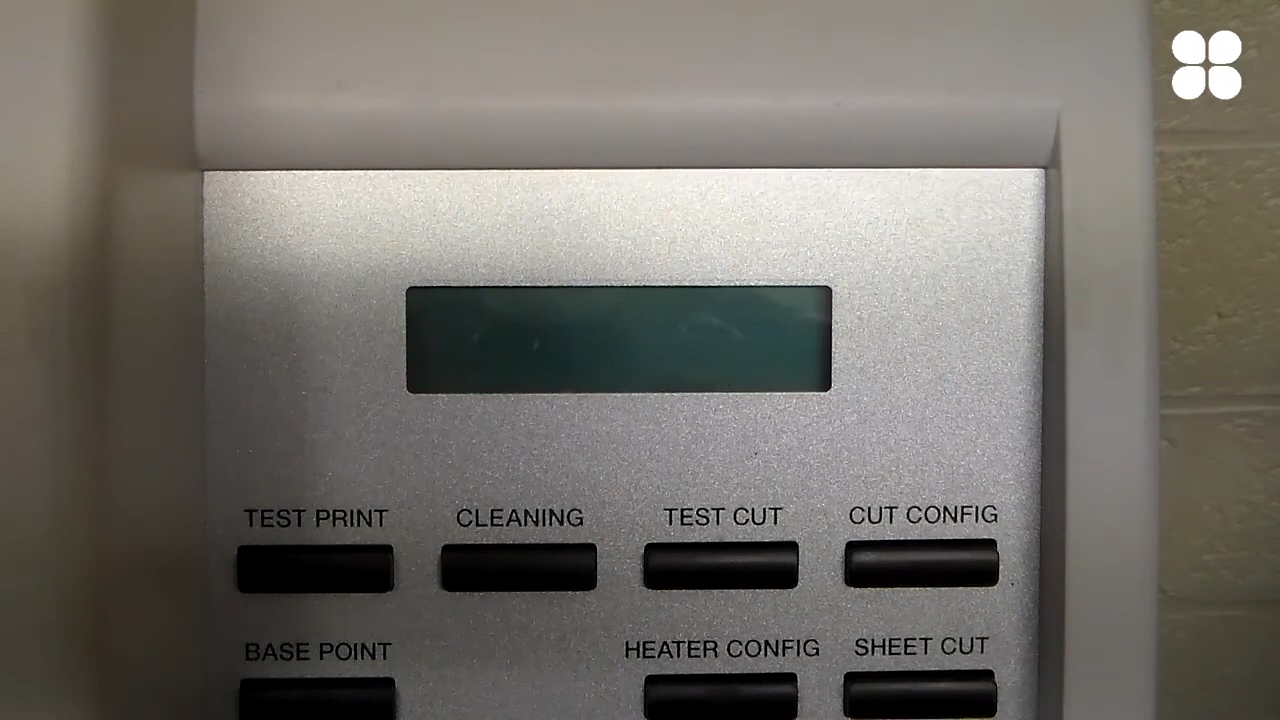 TEST PRINT CLEANING TEST CUT CUT CONFIG
BASE POINT HEATER CONFIG SHEET CUT